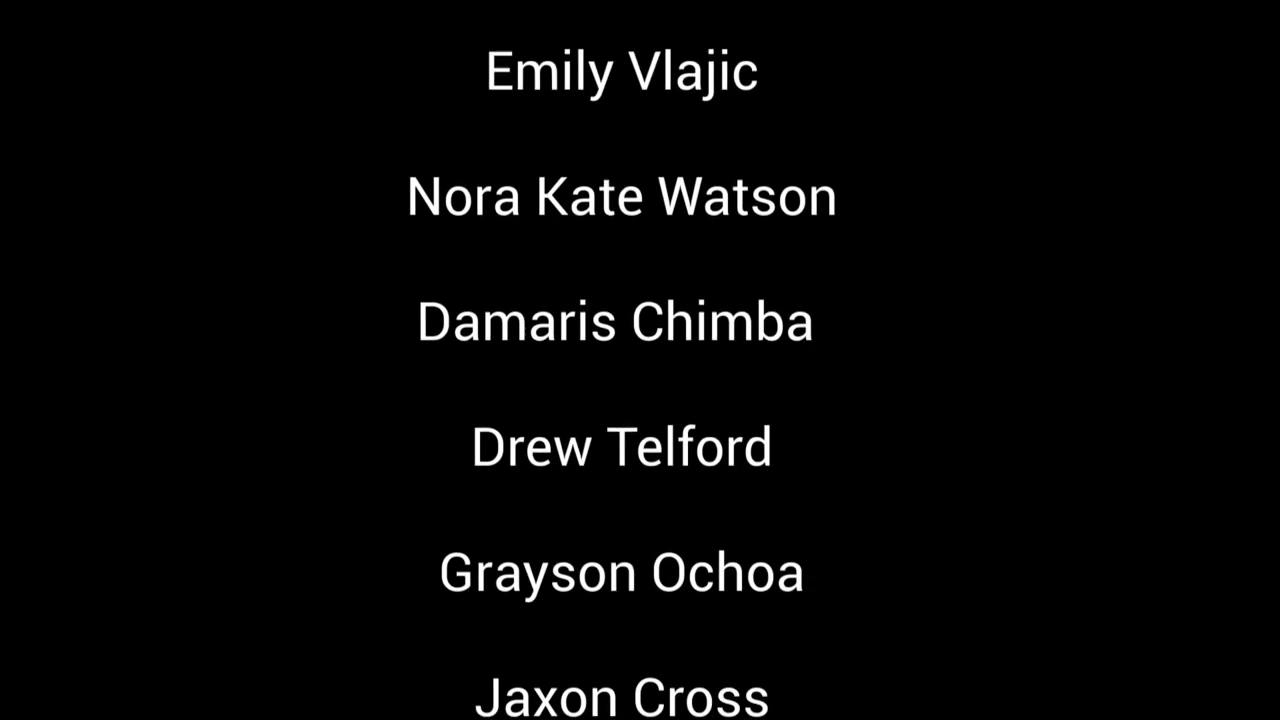 Emily Vlajic
Nora Kate Watson
Damaris Chimba
Drew Telford
Grayson Ochoa
Jaxon Cross